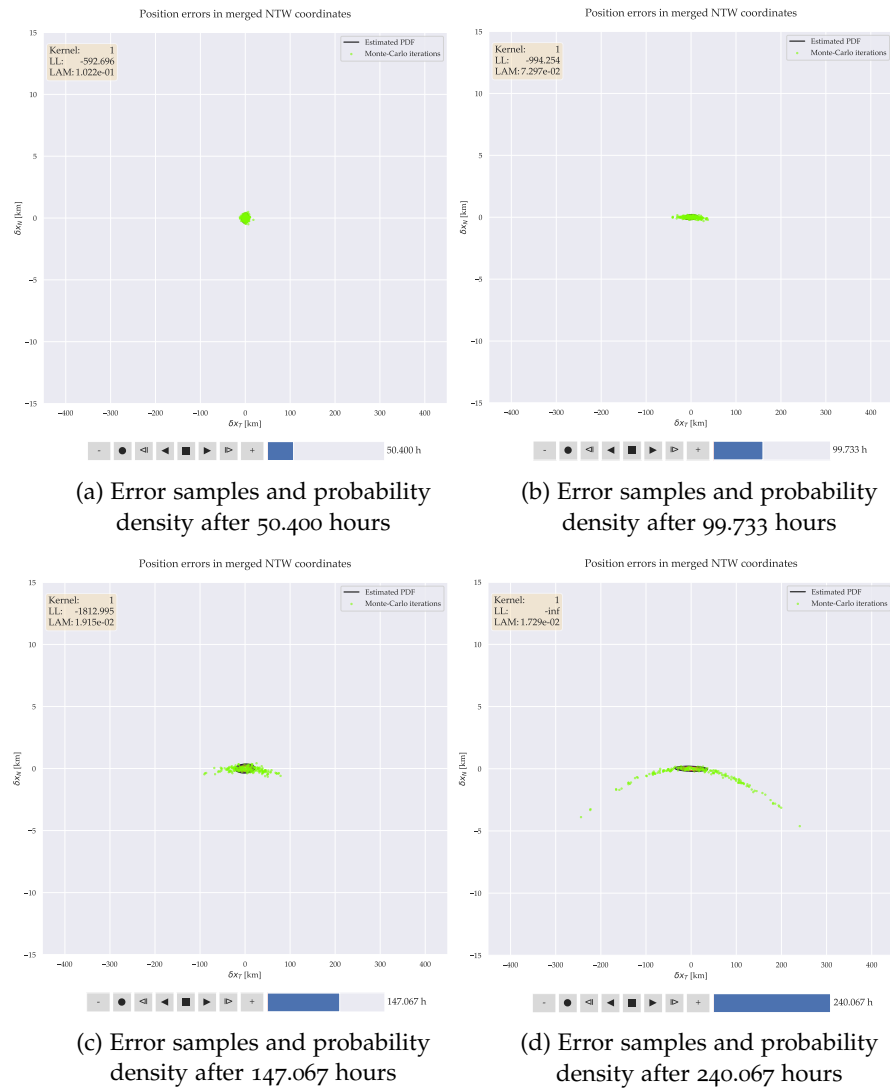 Position errors in merged NTW coordinates
Estimated PDF
Monte-Carlo iterations
Kernel: 1
LL: -592.696
LAM: 1.022e-01
15
10
5
0
−5
−10
−15
δx_N [km]
−400 −300 −200 −100 0 100 200 300 400
δx_T [km]
- + 50.400 h
(a) Error samples and probability
density after 50.400 hours
Position errors in merged NTW coordinates
Estimated PDF
Monte-Carlo iterations
Kernel: 1
LL: -994.254
LAM: 7.297e-02
15
10
5
0
−5
−10
−15
δx_N [km]
−400 −300 −200 −100 0 100 200 300 400
δx_T [km]
- + 99.733 h
(b) Error samples and probability
density after 99.733 hours
Position errors in merged NTW coordinates
Estimated PDF
Monte-Carlo iterations
Kernel: 1
LL: -1812.995
LAM: 1.915e-02
15
10
5
0
−5
−10
−15
δx_N [km]
−400 −300 −200 −100 0 100 200 300 400
δx_T [km]
- + 147.067 h
(c) Error samples and probability
density after 147.067 hours
Position errors in merged NTW coordinates
Estimated PDF
Monte-Carlo iterations
Kernel: 1
LL: -inf
LAM: 1.729e-02
15
10
5
0
−5
−10
−15
δx_N [km]
−400 −300 −200 −100 0 100 200 300 400
δx_T [km]
- + 240.067 h
(d) Error samples and probability
density after 240.067 hours